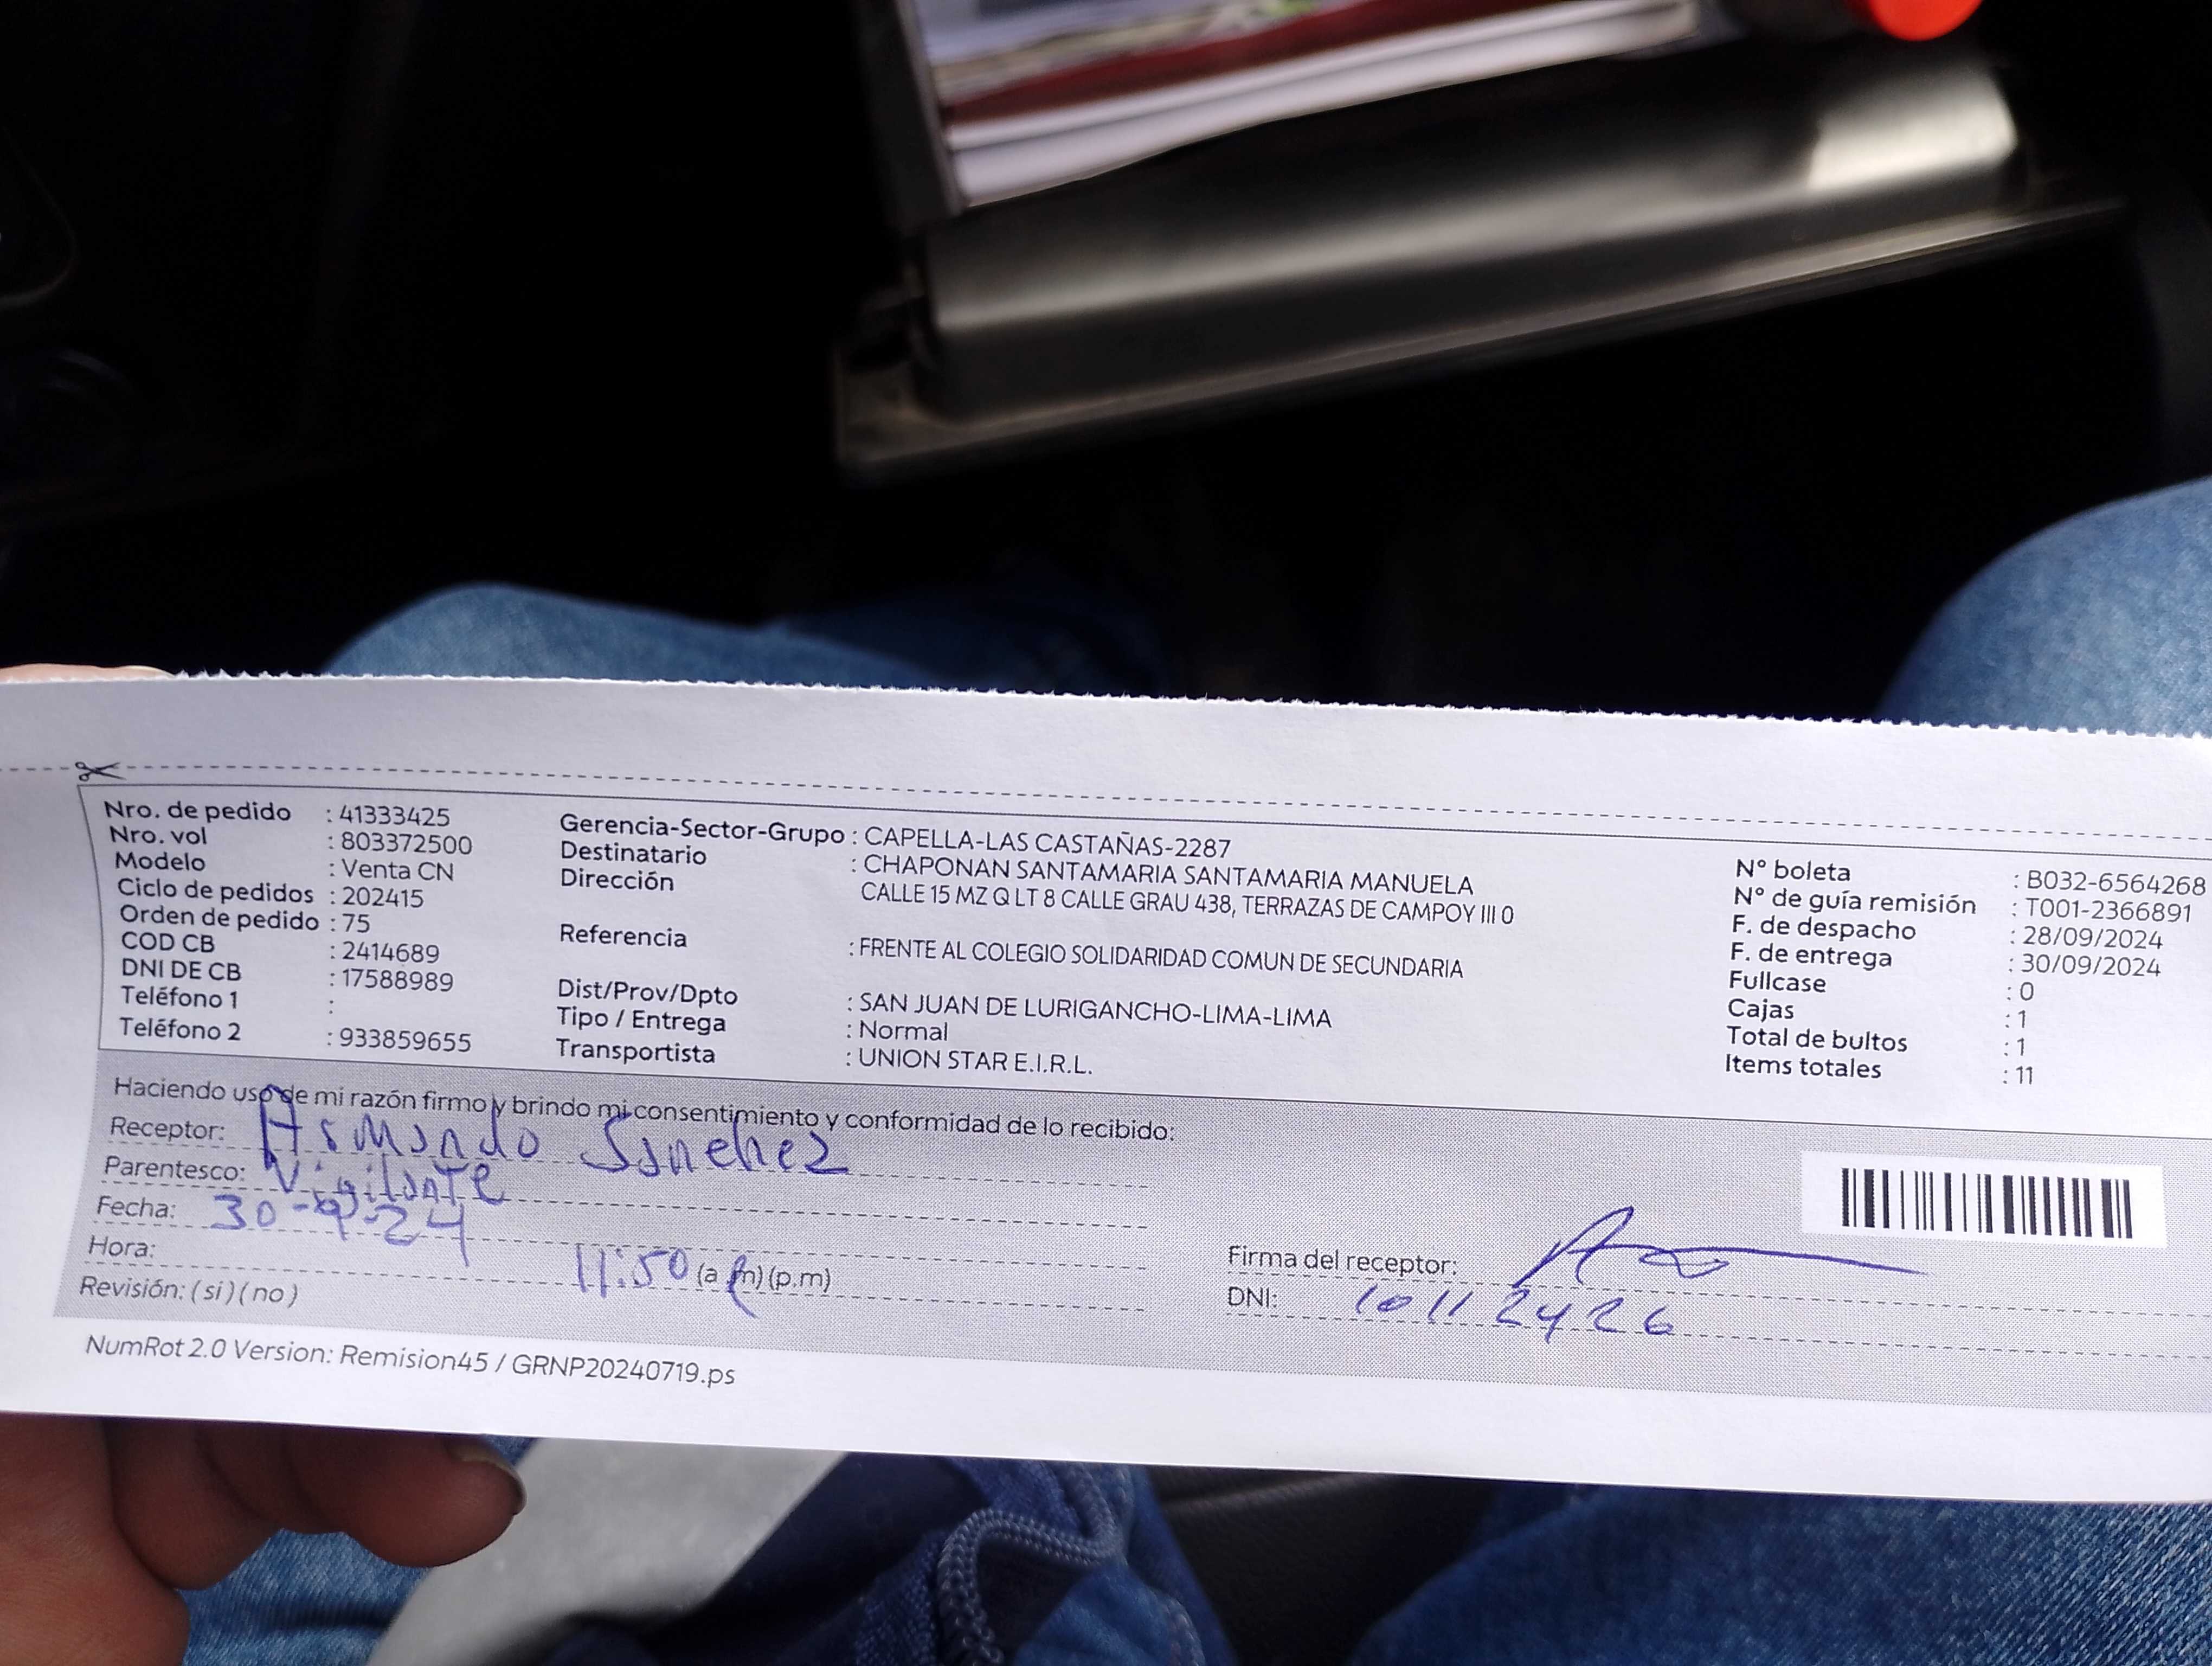 Nro. de pedido : 41333425
Nro. vol : 803372500
Modelo : Venta CN
Ciclo de pedidos : 202415
Orden de pedido : 75
COD CB : 2414689
DNI DE CB : 17588989
Teléfono 1 :
Teléfono 2 : 933859655
Gerencia-Sector-Grupo : CAPELLA-LAS CASTAÑAS-2287
Destinatario : CHAPONAN SANTAMARIA SANTAMARIA MANUELA
Dirección CALLE 15 MZ Q LT 8 CALLE GRAU 438, TERRAZAS DE CAMPOY III 0
Referencia : FRENTE AL COLEGIO SOLIDARIDAD COMUN DE SECUNDARIA
Dist/Prov/Dpto : SAN JUAN DE LURIGANCHO-LIMA-LIMA
Tipo / Entrega : Normal
Transportista : UNION STAR E.I.R.L.
N° boleta : B032-6564268
N° de guía remisión : T001-2366891
F. de despacho : 28/09/2024
F. de entrega : 30/09/2024
Fullcase : 0
Cajas : 1
Total de bultos : 1
Items totales : 11
Haciendo uso de mi razón firmo y brindo mi consentimiento y conformidad de lo recibido:
Receptor: Armando Sanchez
Parentesco: Vigilante
Fecha: 30-9-24
Hora: 11:50 (a.m) (p.m)
Revisión: ( si ) ( no )
Firma del receptor:
DNI: 10112426
NumRot 2.0 Version: Remision45 / GRNP20240719.ps